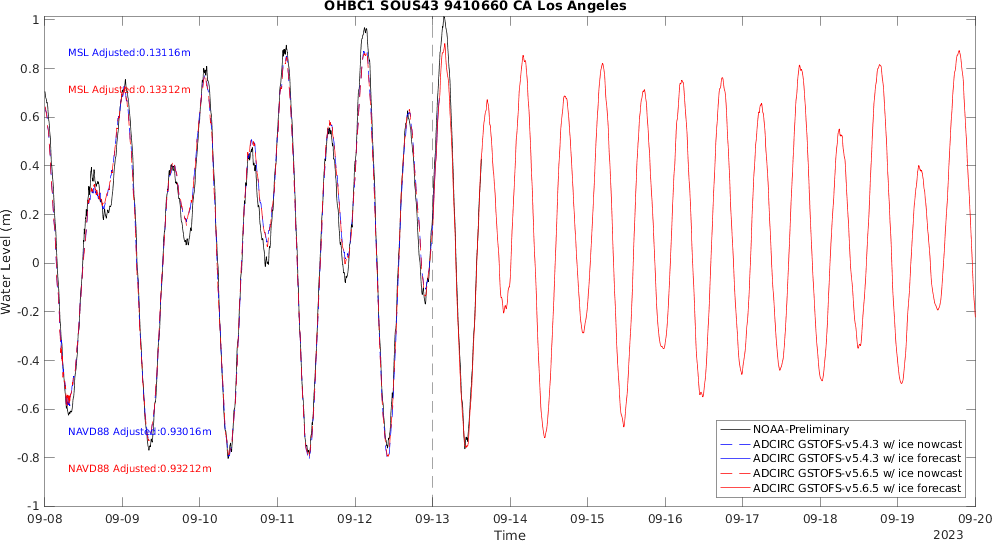 OHBC1 SOUS43 9410660 CA Los Angeles
MSL Adjusted:0.13116m
MSL Adjusted:0.13312m
NAVD88 Adjusted:0.93016m
NAVD88 Adjusted:0.93212m
Water Level (m)
1
0.8
0.6
0.4
0.2
0
-0.2
-0.4
-0.6
-0.8
-1
NOAA-Preliminary
ADCIRC GSTOFS-v5.4.3 w/ ice nowcast
ADCIRC GSTOFS-v5.4.3 w/ ice forecast
ADCIRC GSTOFS-v5.6.5 w/ ice nowcast
ADCIRC GSTOFS-v5.6.5 w/ ice forecast
09-08 09-09 09-10 09-11 09-12 09-13 09-14 09-15 09-16 09-17 09-18 09-19 09-20
Time
2023